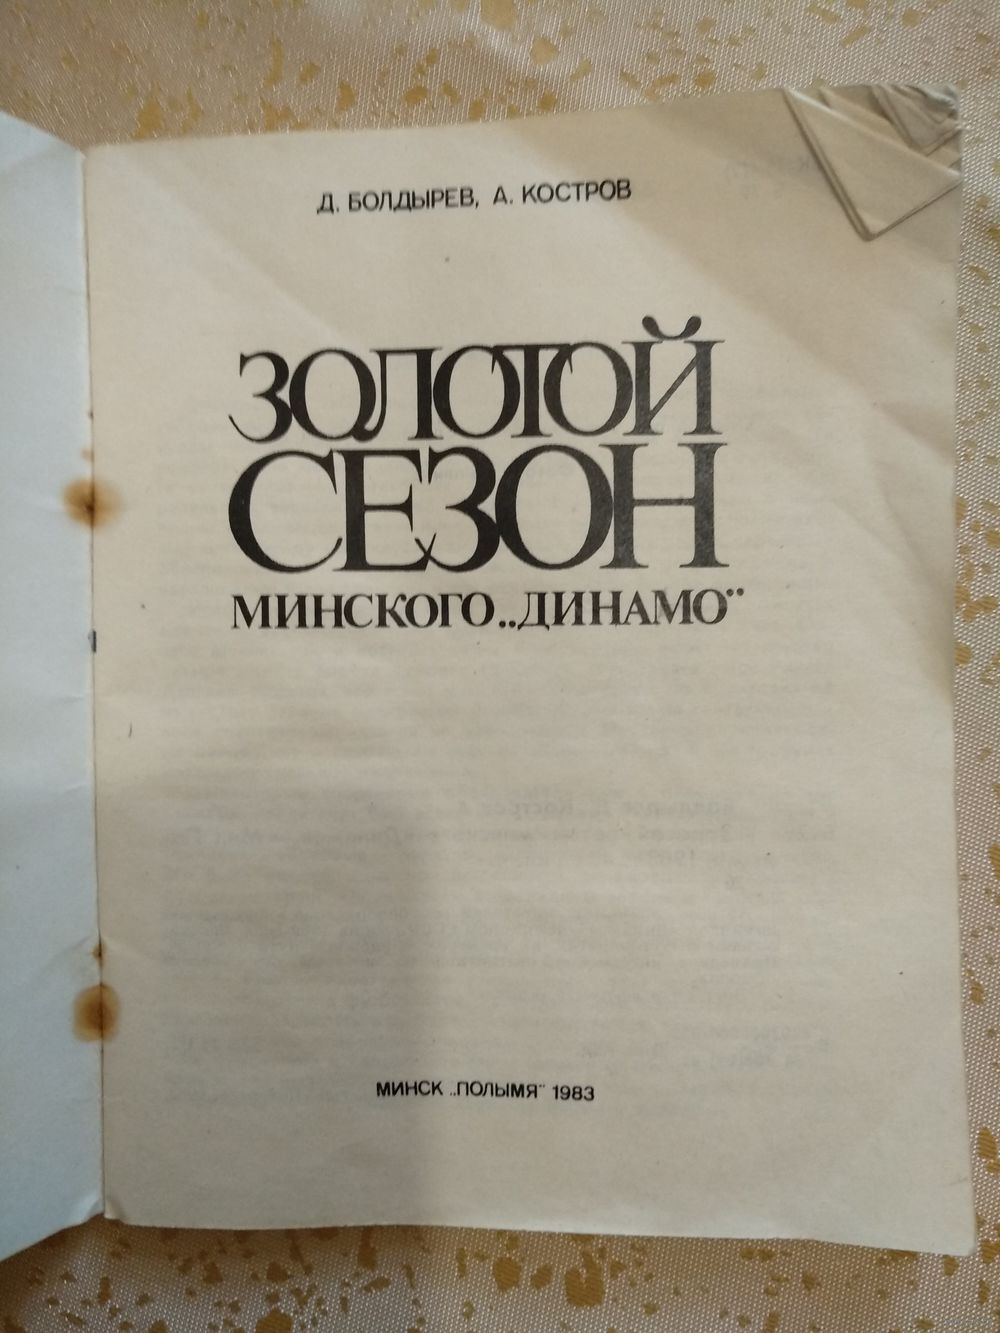 Д. БОЛДЫРЕВ, А. КОСТРОВ
ЗОЛОТОЙ
СЕЗОН
МИНСКОГО „ДИНАМО“
МИНСК „ПОЛЫМЯ“ 1983